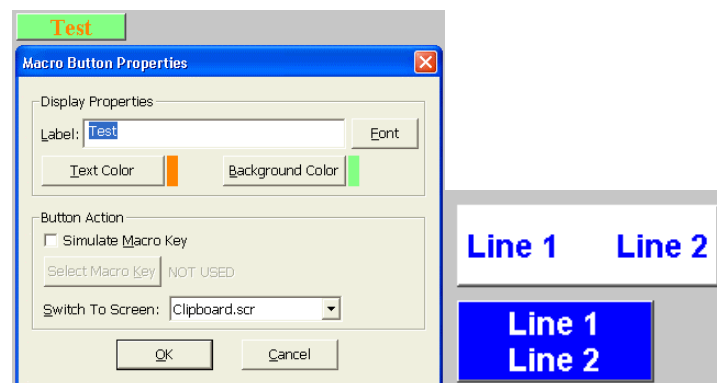 Test
Macro Button Properties
Display Properties
Label: Test Font
Text Color Background Color
Button Action
Simulate Macro Key
Select Macro Key NOT USED
Switch To Screen: Clipboard.scr
OK Cancel
Line 1 Line 2
Line 1
Line 2